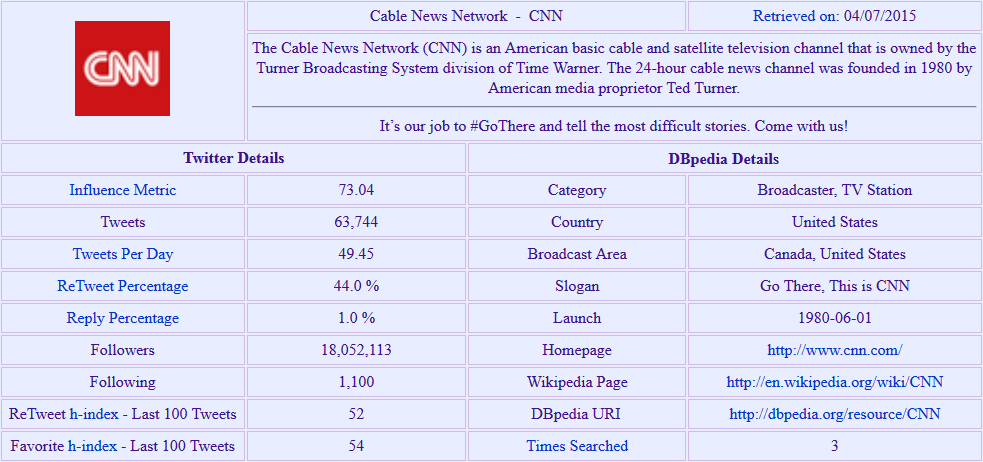 CNN
Cable News Network - CNN
Retrieved on: 04/07/2015
The Cable News Network (CNN) is an American basic cable and satellite television channel that is owned by the
Turner Broadcasting System division of Time Warner. The 24-hour cable news channel was founded in 1980 by
American media proprietor Ted Turner.
It's our job to #GoThere and tell the most difficult stories. Come with us!
Twitter Details DBpedia Details
Influence Metric 73.04 Category Broadcaster, TV Station
Tweets 63,744 Country United States
Tweets Per Day 49.45 Broadcast Area Canada, United States
ReTweet Percentage 44.0 % Slogan Go There, This is CNN
Reply Percentage 1.0 % Launch 1980-06-01
Followers 18,052,113 Homepage http://www.cnn.com/
Following 1,100 Wikipedia Page http://en.wikipedia.org/wiki/CNN
ReTweet h-index - Last 100 Tweets 52 DBpedia URI http://dbpedia.org/resource/CNN
Favorite h-index - Last 100 Tweets 54 Times Searched 3